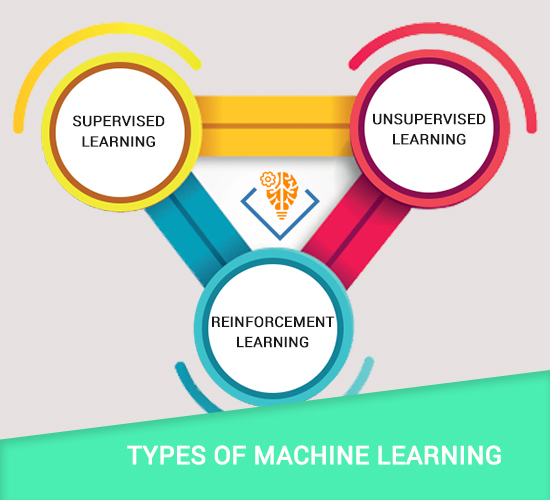 SUPERVISED
LEARNING
UNSUPERVISED
LEARNING
REINFORCEMENT
LEARNING
TYPES OF MACHINE LEARNING